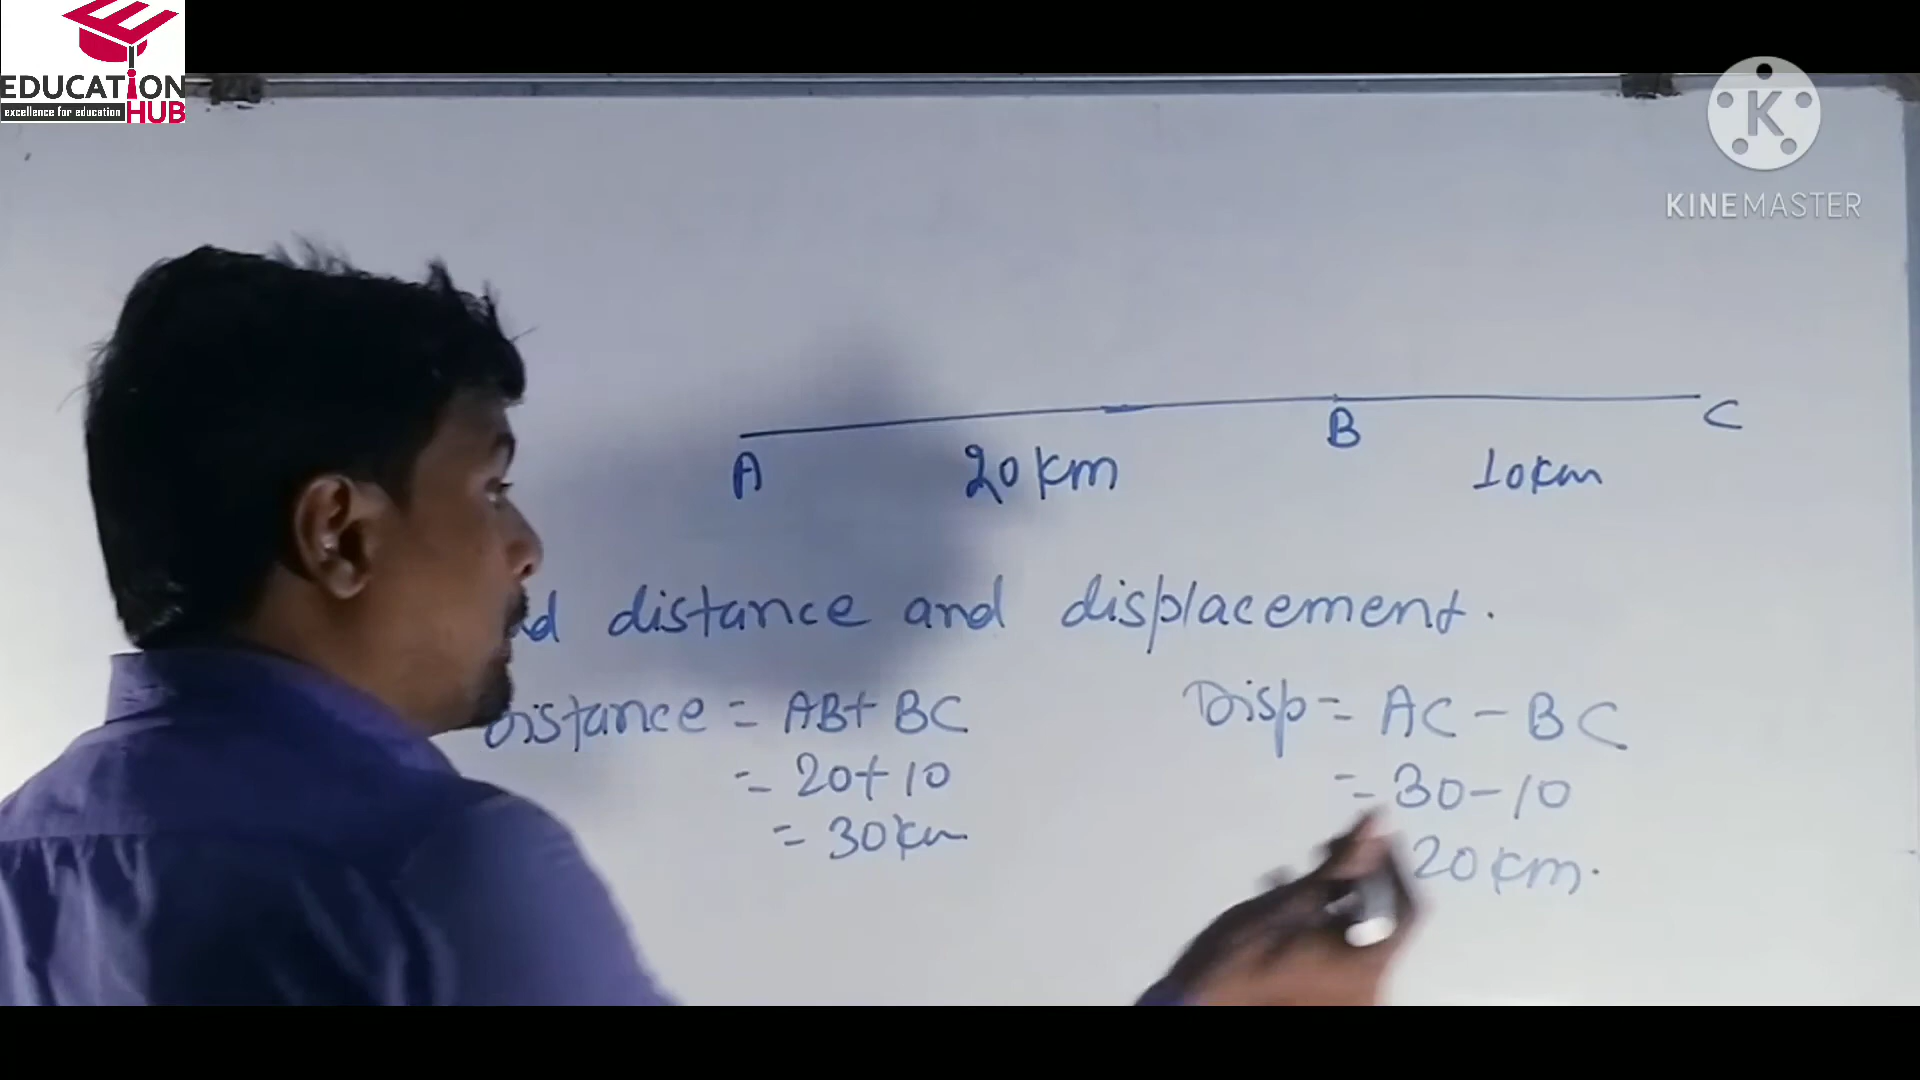 EDUCATION
excellence for education HUB
K
KINEMASTER
A 20 km B 10 km C
distance and displacement.
Distance = AB + BC
= 20 + 10
= 30 km
Disp = AC - BC
= 30 - 10
20 km.